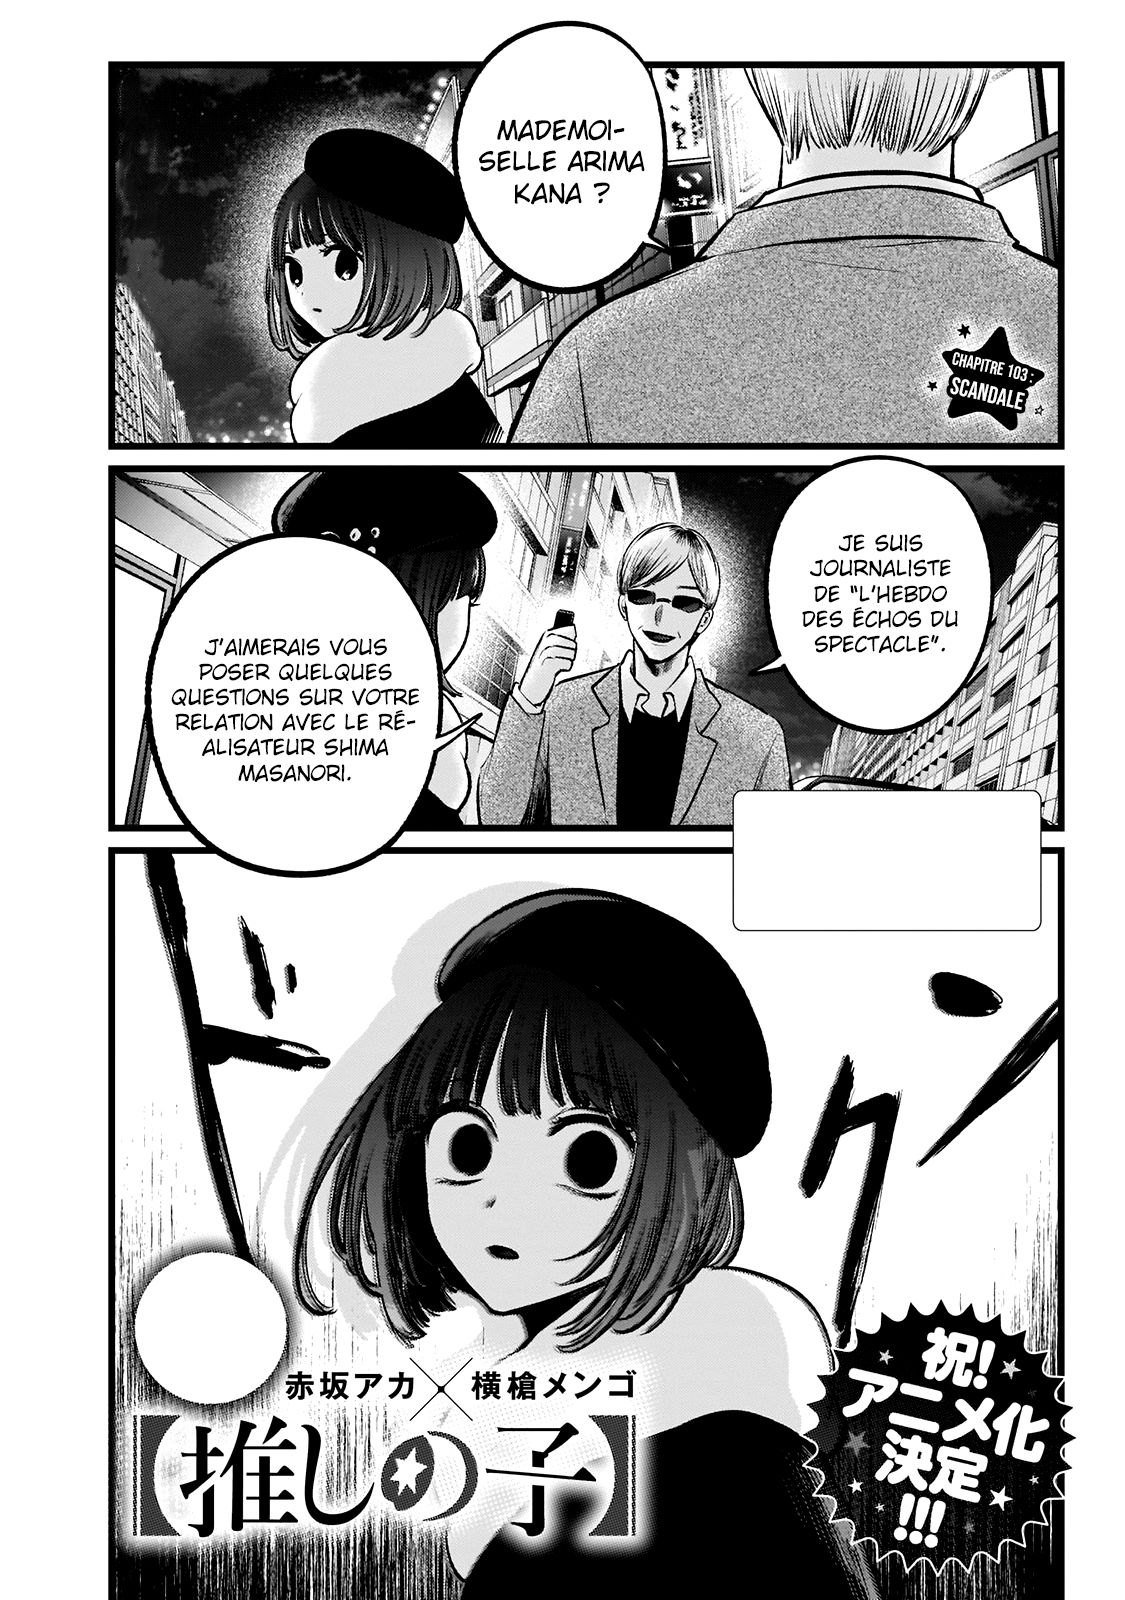 MADEMOI-
SELLE ARIMA
KANA ?
CHAPITRE 103 :
SCANDALE
JE SUIS
JOURNALISTE
DE "L'HEBDO
DES ÉCHOS DU
SPECTACLE".
J'AIMERAIS VOUS
POSER QUELQUES
QUESTIONS SUR VOTRE
RELATION AVEC LE RÉ-
ALISATEUR SHIMA
MASANORI.
ドクン
赤坂アカ×横槍メンゴ
【推しの子】
祝!
アニメ化
決定
!!!